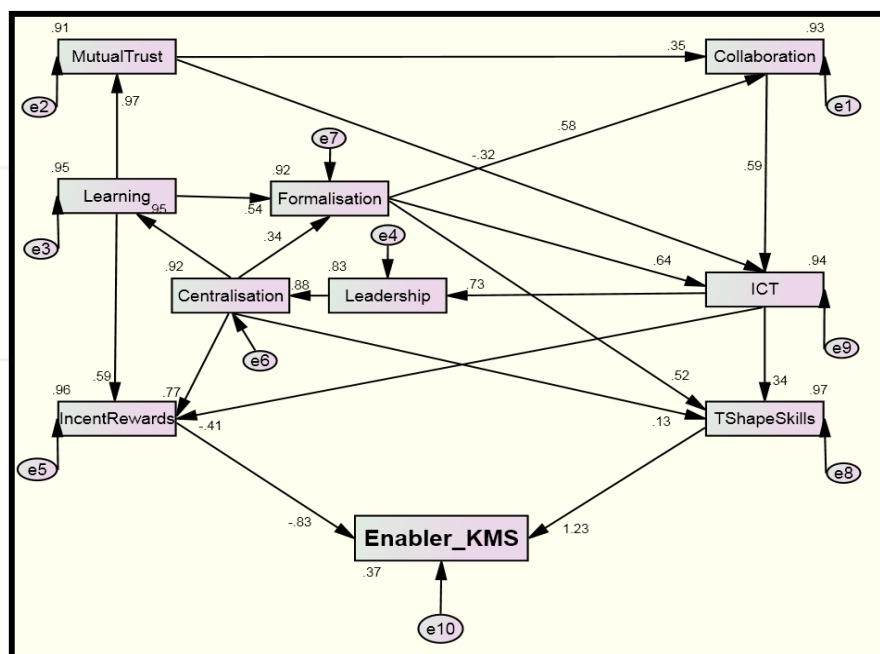 .91
.93
MutualTrust
.35
Collaboration
e2
.97
e1
e7
-.32
.58
.95
.92
.59
Learning
.54
Formalisation
.95
e3
.34
e4
.92
.83
.64
.94
Centralisation
.88
Leadership
.73
ICT
e6
e9
.96
.59
.77
.52
.34
.97
IncentRewards
-.41
.13
TShapeSkills
e5
e8
-.83
Enabler_KMS
1.23
.37
e10